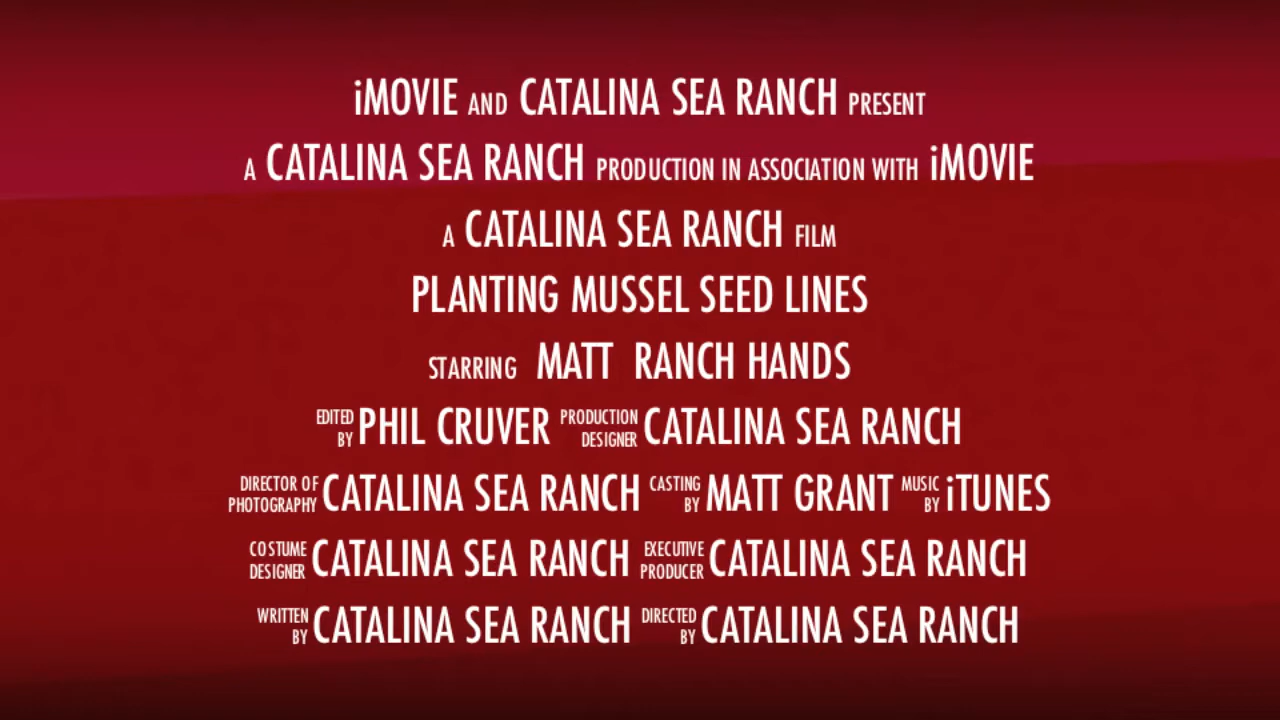 iMOVIE AND CATALINA SEA RANCH PRESENT
A CATALINA SEA RANCH PRODUCTION IN ASSOCIATION WITH iMOVIE
A CATALINA SEA RANCH FILM
PLANTING MUSSEL SEED LINES
STARRING MATT RANCH HANDS
EDITED BY PHIL CRUVER PRODUCTION DESIGNER CATALINA SEA RANCH
DIRECTOR OF PHOTOGRAPHY CATALINA SEA RANCH CASTING BY MATT GRANT MUSIC BY iTUNES
COSTUME DESIGNER CATALINA SEA RANCH EXECUTIVE PRODUCER CATALINA SEA RANCH
WRITTEN BY CATALINA SEA RANCH DIRECTED BY CATALINA SEA RANCH